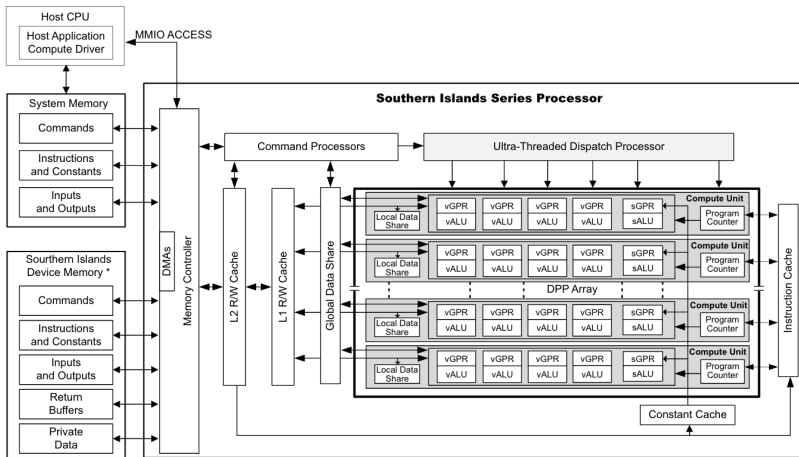 Host CPU
Host Application
Compute Driver
MMIO ACCESS
System Memory
Commands
Instructions
and Constants
Inputs
and Outputs
Sourthern Islands
Device Memory *
Commands
Instructions
and Constants
Inputs
and Outputs
Return
Buffers
Private
Data
Southern Islands Series Processor
DMAs
Memory Controller
Command Processors
Ultra-Threaded Dispatch Processor
L2 R/W Cache
L1 R/W Cache
Global Data Share
Local Data
Share
vGPR vGPR vGPR vGPR sGPR
vALU vALU vALU vALU sALU
Compute Unit
Program
Counter
Local Data
Share
vGPR vGPR vGPR vGPR sGPR
vALU vALU vALU vALU sALU
Compute Unit
Program
Counter
DPP Array
Local Data
Share
vGPR vGPR vGPR vGPR sGPR
vALU vALU vALU vALU sALU
Compute Unit
Program
Counter
Local Data
Share
vGPR vGPR vGPR vGPR sGPR
vALU vALU vALU vALU sALU
Compute Unit
Program
Counter
Instruction Cache
Constant Cache